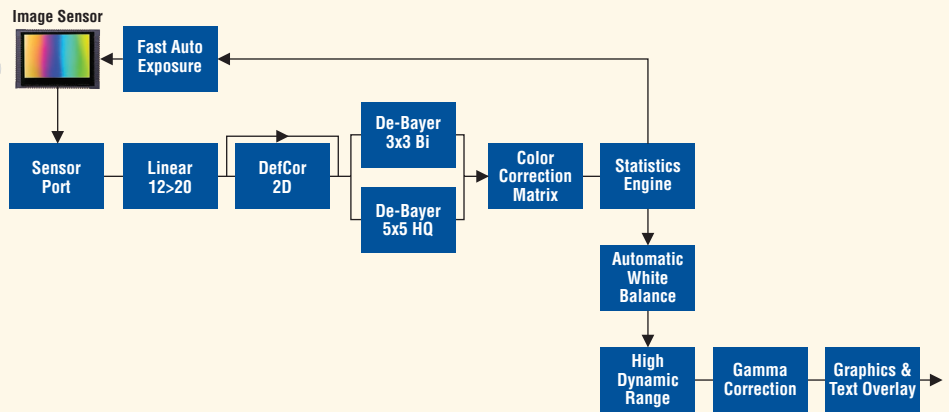 Image Sensor
Fast Auto
Exposure
Sensor
Port
Linear
12>20
DefCor
2D
De-Bayer
3x3 Bi
De-Bayer
5x5 HQ
Color
Correction
Matrix
Statistics
Engine
Automatic
White
Balance
High
Dynamic
Range
Gamma
Correction
Graphics &
Text Overlay